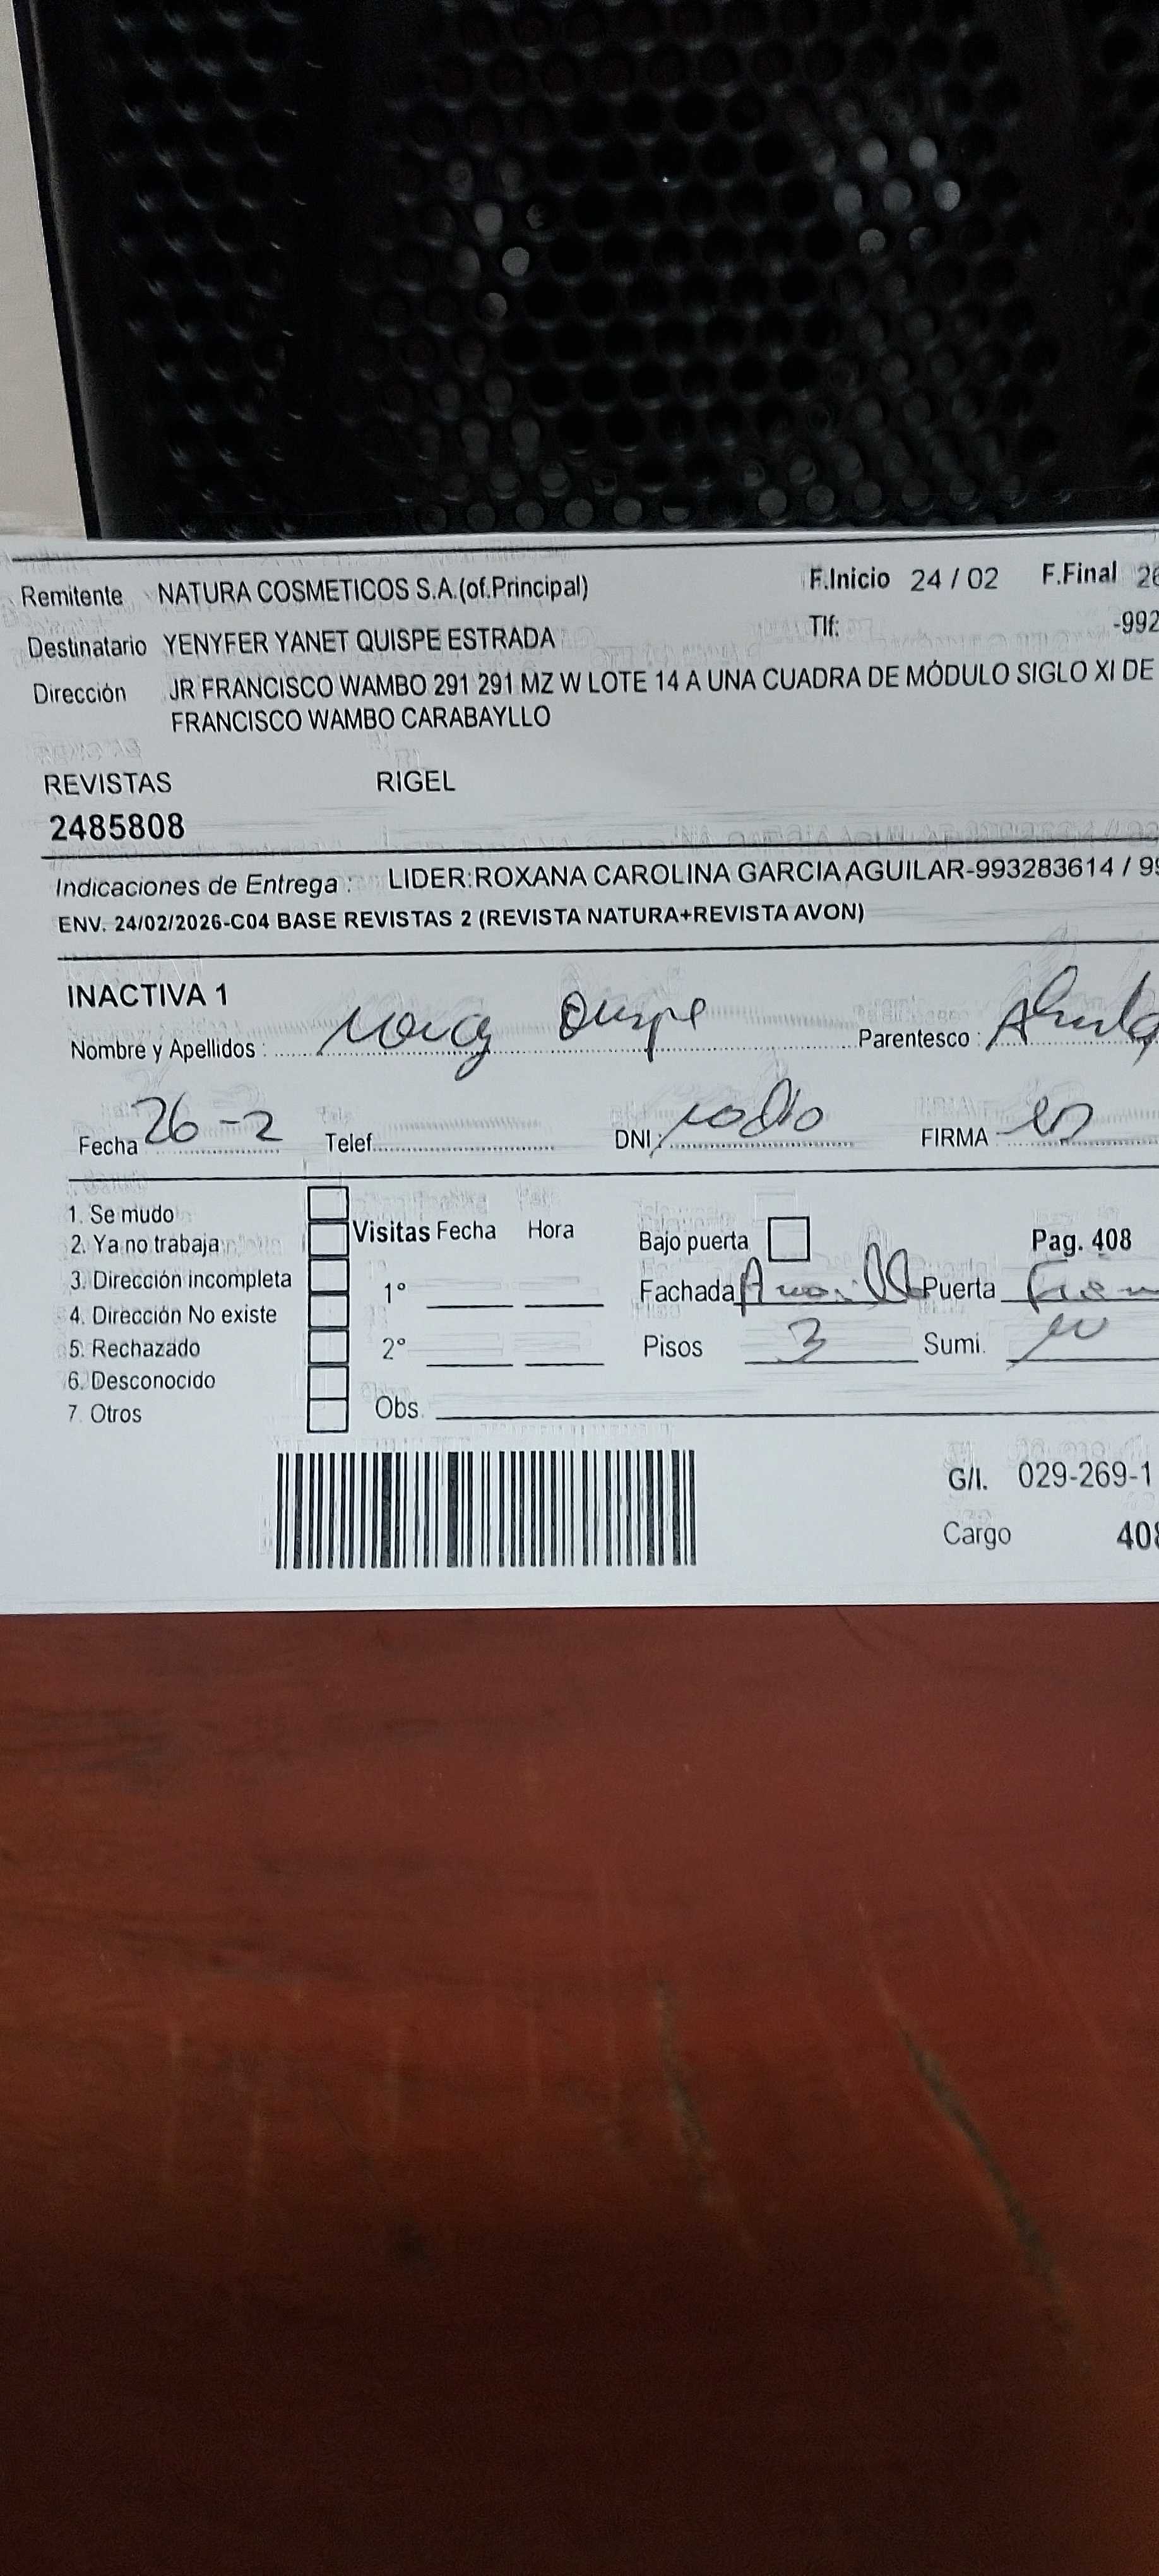 Remitente NATURA COSMETICOS S.A.(of.Principal) F.Inicio 24 / 02 F.Final 26
Destinatario YENYFER YANET QUISPE ESTRADA Tlf: -992
Dirección JR FRANCISCO WAMBO 291 291 MZ W LOTE 14 A UNA CUADRA DE MÓDULO SIGLO XI DE
FRANCISCO WAMBO CARABAYLLO
REVISTAS RIGEL
2485808
Indicaciones de Entrega : LIDER:ROXANA CAROLINA GARCIA AGUILAR-993283614 / 99
ENV. 24/02/2026-C04 BASE REVISTAS 2 (REVISTA NATURA+REVISTA AVON)
INACTIVA 1
Nombre y Apellidos : Quispe Parentesco :
Fecha 26-2 Telef. DNI: FIRMA
1. Se mudo
2. Ya no trabaja
3. Dirección incompleta
4. Dirección No existe
5. Rechazado
6. Desconocido
7. Otros
Visitas Fecha Hora
1°
2°
Obs.
Bajo puerta Pag. 408
Fachada Puerta
Pisos 3 Sumi.
G/I. 029-269-1
Cargo 408